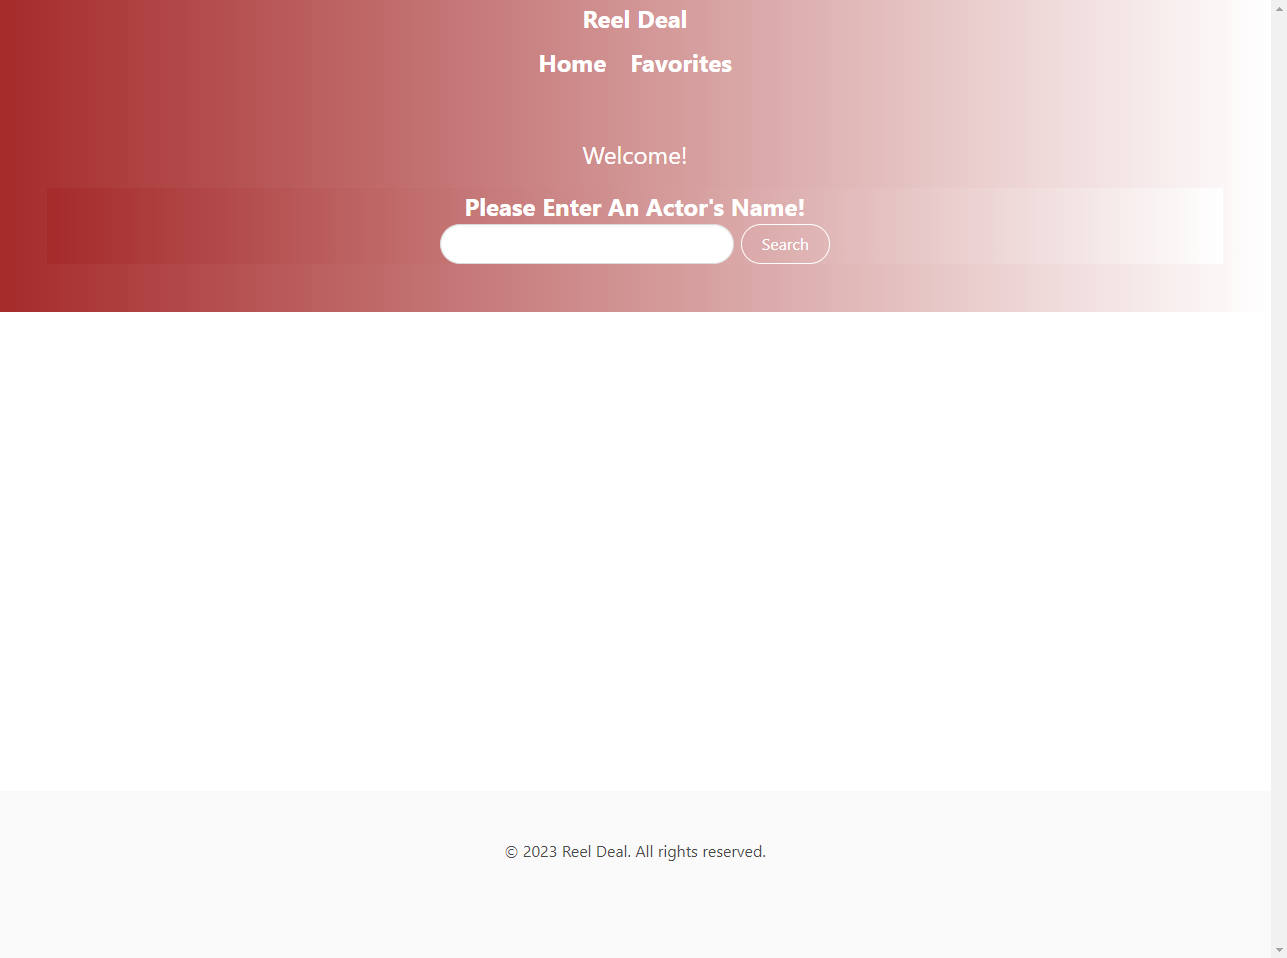 Reel Deal
Home Favorites
Welcome!
Please Enter An Actor's Name!
Search
© 2023 Reel Deal. All rights reserved.